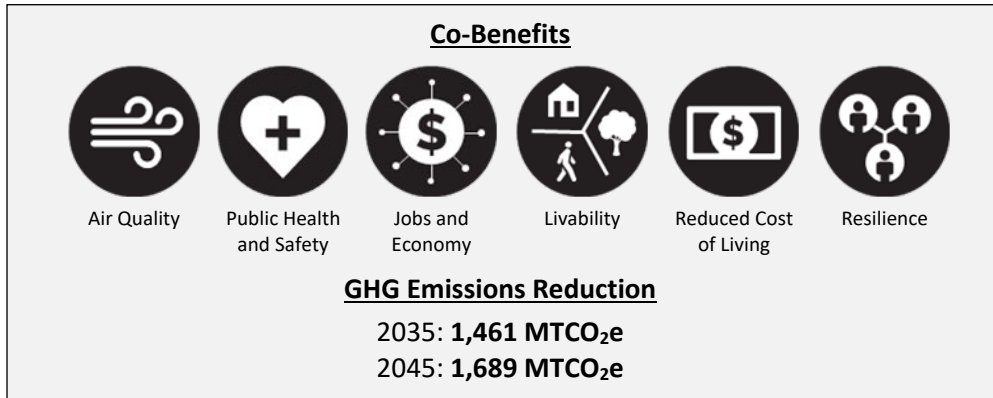 Co-Benefits
$
$
Air Quality
Public Health
and Safety
Jobs and
Economy
Livability
Reduced Cost
of Living
Resilience
GHG Emissions Reduction
2035: 1,461 MTCO₂e
2045: 1,689 MTCO₂e